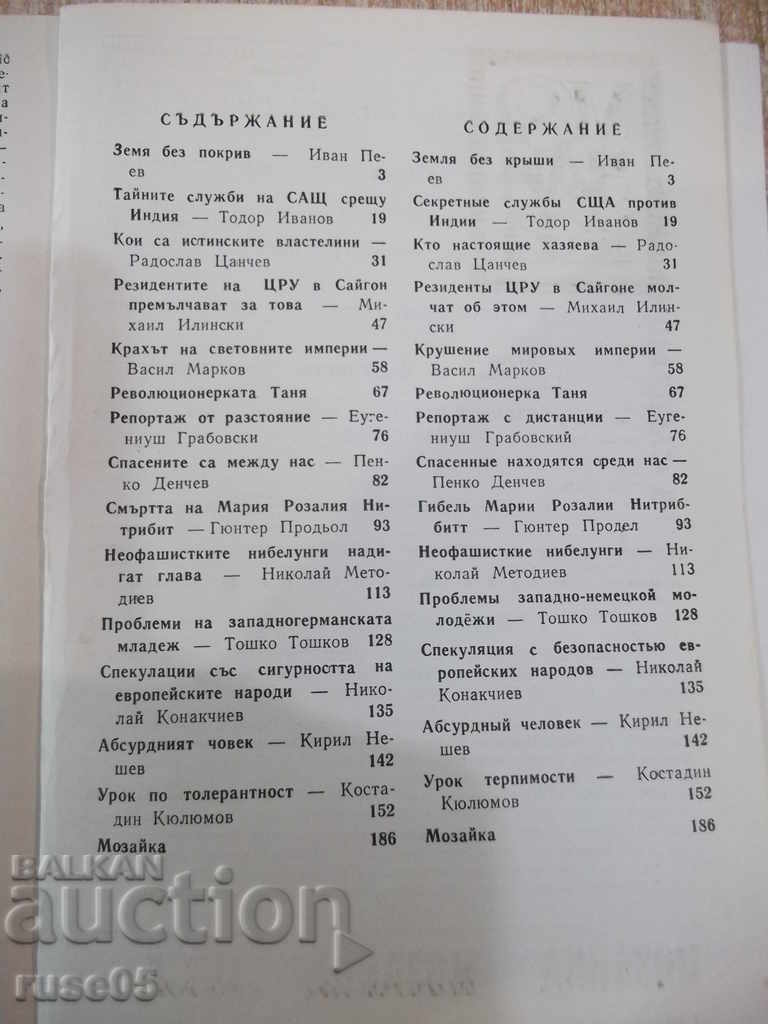 СЪДЪРЖАНИЕ
Земя без покрив — Иван Пе-
ев 3
Тайните служби на САЩ срещу
Индия — Тодор Иванов 19
Кои са истинските властелини —
Радослав Цанчев 31
Резидентите на ЦРУ в Сайгон
премълчават за това — Ми-
хаил Илински 47
Крахът на световните империи —
Васил Марков 58
Революционерката Таня 67
Репортаж от разстояние — Еуге-
ниуш Грабовски 76
Спасените са между нас — Пен-
ко Денчев 82
Смъртта на Мария Розалия Ни-
трибит — Гюнтер Продьол 93
Неофашистките нибелунги нади-
гат глава — Николай Мето-
диев 113
Проблеми на западногерманската
младеж — Тошко Тошков 128
Спекулации със сигурността на
европейските народи — Нико-
лай Конакчиев 135
Абсурдният човек — Кирил Не-
шев 142
Урок по толерантност — Коста-
дин Кюлюмов 152
Мозайка 186
СОДЕРЖАНИЕ
Земля без крыши — Иван Пе-
ев 3
Секретные службы СЩА против
Индии — Тодор Иванов 19
Кто настоящие хазяева — Радо-
слав Цанчев 31
Резиденты ЦРУ в Сайгоне мол-
чат об этом — Михаил Илин-
ски 47
Крушение мировых империи —
Васил Марков 58
Революционерка Таня 67
Репортаж с дистанции — Еуге-
ниуш Грабовский 76
Спасенные находятся среди нас —
Пенко Денчев 82
Гибель Марии Розалии Нитриб-
битт — Гюнтер Продел 93
Неофашисткие нибелунги — Ни-
колай Методиев 113
Проблемы западно-немецкой мо-
лодёжи — Тошко Тошков 128
Спекуляция с безопасностью ев-
ропейских народов — Николай
Конакчиев 135
Абсурдный человек — Кирил Не-
шев 142
Урок терпимости — Костадин
Кюлюмов 152
Мозайка 186
BALKAN
auction
ruse05